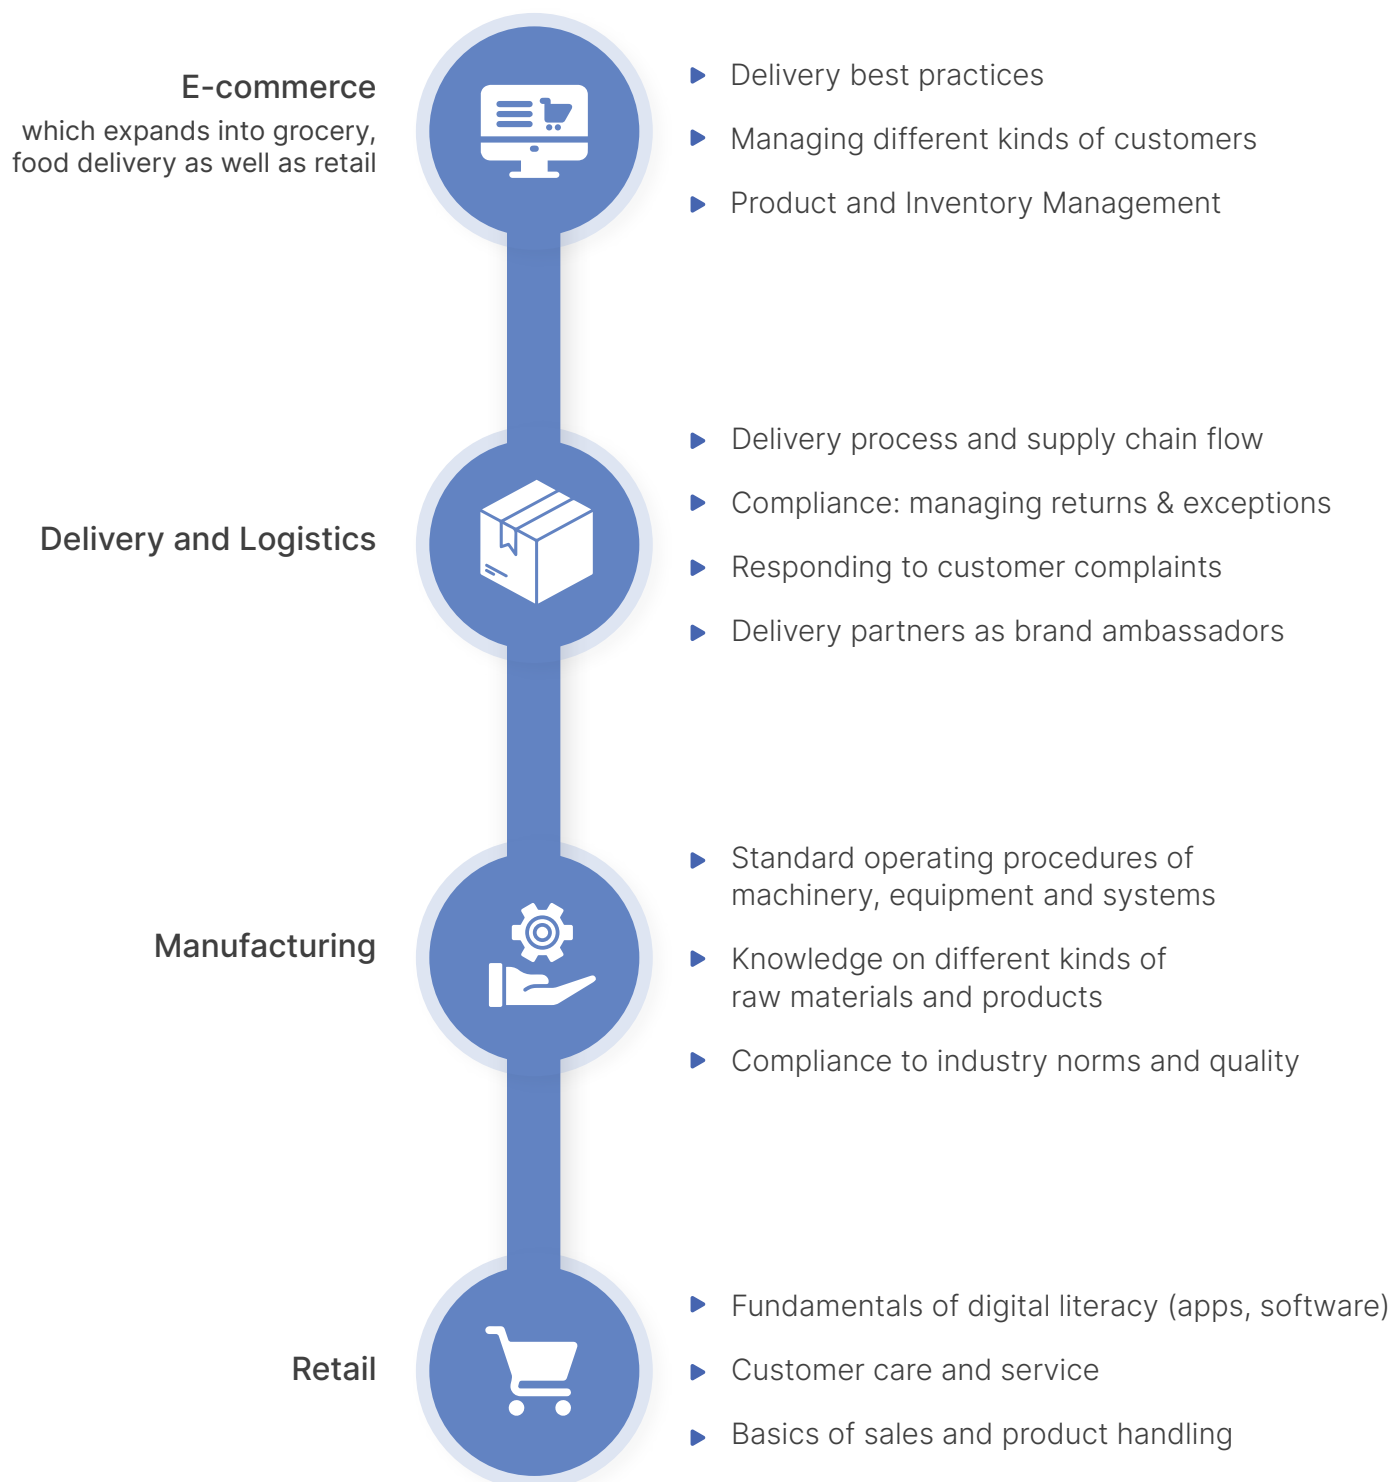 E-commerce
which expands into grocery,
food delivery as well as retail
Delivery best practices
Managing different kinds of customers
Product and Inventory Management
Delivery and Logistics
Delivery process and supply chain flow
Compliance: managing returns & exceptions
Responding to customer complaints
Delivery partners as brand ambassadors
Manufacturing
Standard operating procedures of
machinery, equipment and systems
Knowledge on different kinds of
raw materials and products
Compliance to industry norms and quality
Retail
Fundamentals of digital literacy (apps, software)
Customer care and service
Basics of sales and product handling